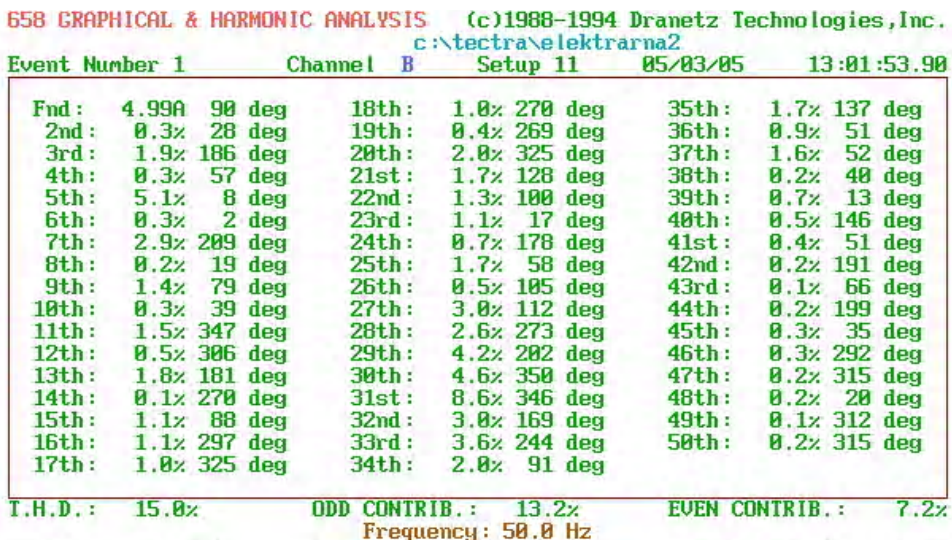 658 GRAPHICAL & HARMONIC ANALYSIS (c)1988-1994 Dranetz Technologies,Inc.
c:\tectra\elektrarna2
Event Number 1 Channel B Setup 11 05/03/05 13:01:53.90
Fnd: 4.99A 90 deg 18th: 1.0% 270 deg 35th: 1.7% 137 deg
2nd: 0.3% 28 deg 19th: 0.4% 269 deg 36th: 0.9% 51 deg
3rd: 1.9% 186 deg 20th: 2.0% 325 deg 37th: 1.6% 52 deg
4th: 0.3% 57 deg 21st: 1.7% 128 deg 38th: 0.2% 40 deg
5th: 5.1% 8 deg 22nd: 1.3% 100 deg 39th: 0.7% 13 deg
6th: 0.3% 2 deg 23rd: 1.1% 17 deg 40th: 0.5% 146 deg
7th: 2.9% 209 deg 24th: 0.7% 178 deg 41st: 0.4% 51 deg
8th: 0.2% 19 deg 25th: 1.7% 58 deg 42nd: 0.2% 191 deg
9th: 1.4% 79 deg 26th: 0.5% 105 deg 43rd: 0.1% 66 deg
10th: 0.3% 39 deg 27th: 3.0% 112 deg 44th: 0.2% 199 deg
11th: 1.5% 347 deg 28th: 2.6% 273 deg 45th: 0.3% 35 deg
12th: 0.5% 306 deg 29th: 4.2% 202 deg 46th: 0.3% 292 deg
13th: 1.8% 181 deg 30th: 4.6% 350 deg 47th: 0.2% 315 deg
14th: 0.1% 270 deg 31st: 8.6% 346 deg 48th: 0.2% 20 deg
15th: 1.1% 88 deg 32nd: 3.0% 169 deg 49th: 0.1% 312 deg
16th: 1.1% 297 deg 33rd: 3.6% 244 deg 50th: 0.2% 315 deg
17th: 1.0% 325 deg 34th: 2.0% 91 deg
T.H.D.: 15.0% ODD CONTRIB.: 13.2% EVEN CONTRIB.: 7.2%
Frequency: 50.0 Hz